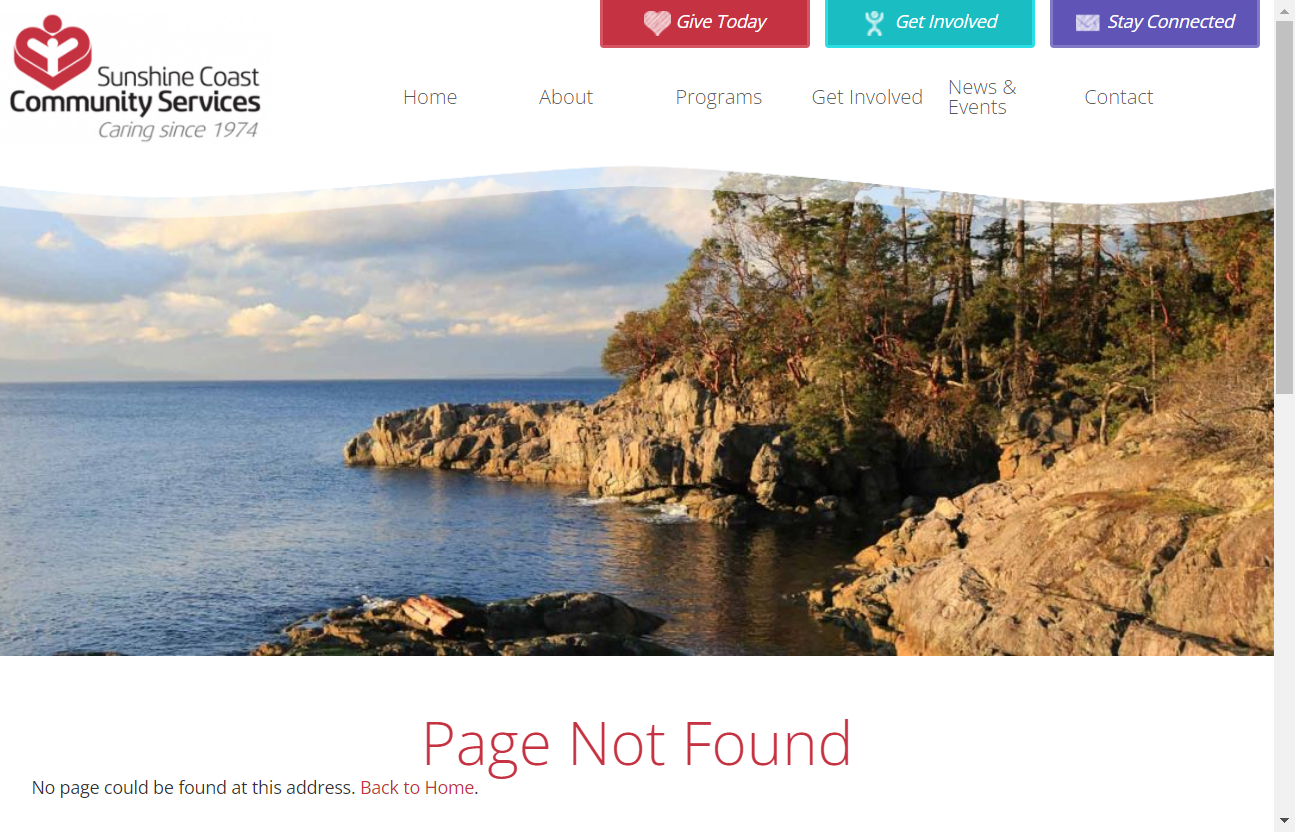 Give Today
Get Involved
Stay Connected
Sunshine Coast
Community Services
Caring since 1974
Home
About
Programs
Get Involved
News &
Events
Contact
Page Not Found
No page could be found at this address. Back to Home.